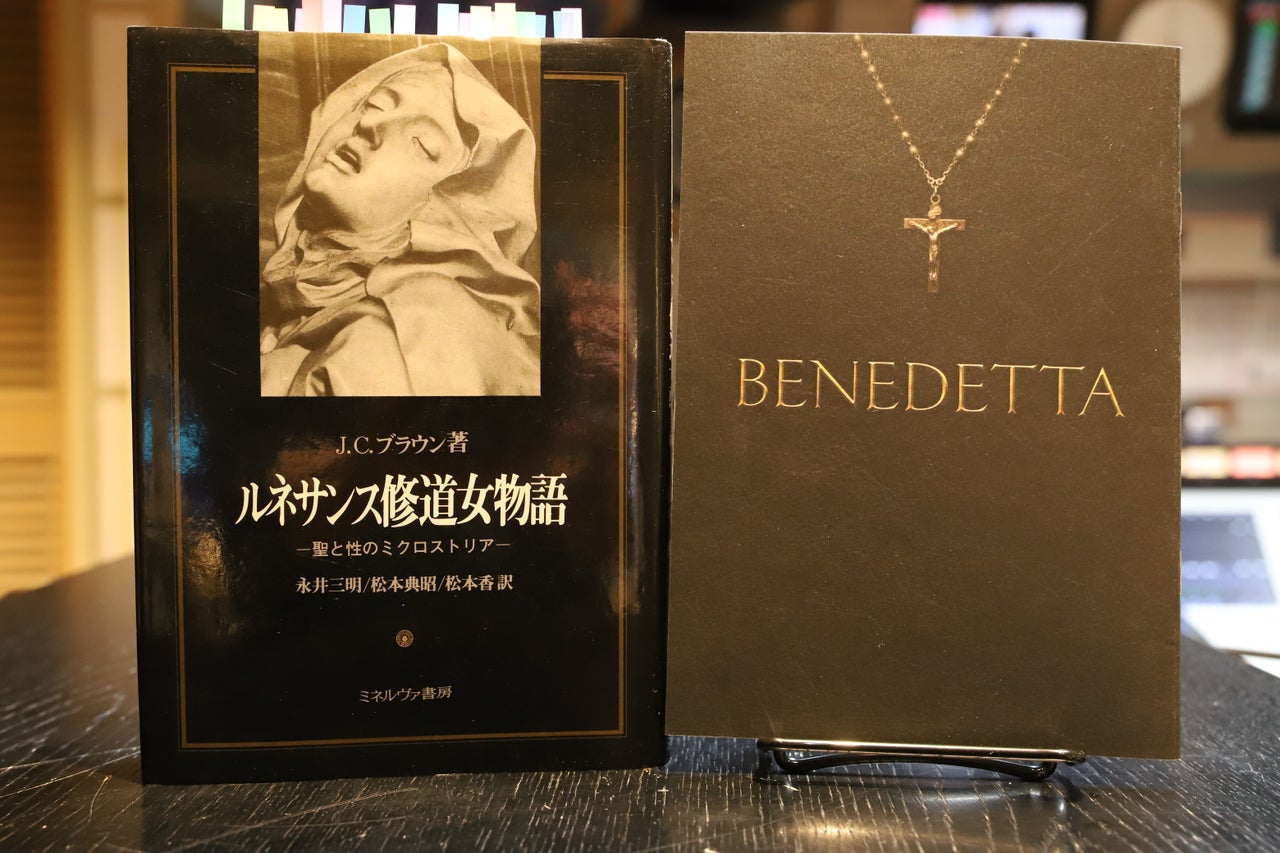 J.C.ブラウン著
ルネサンス修道女物語
―聖と性のミクロストリア―
永井三明/松本典昭/松本香訳
ミネルヴァ書房
BENEDETTA